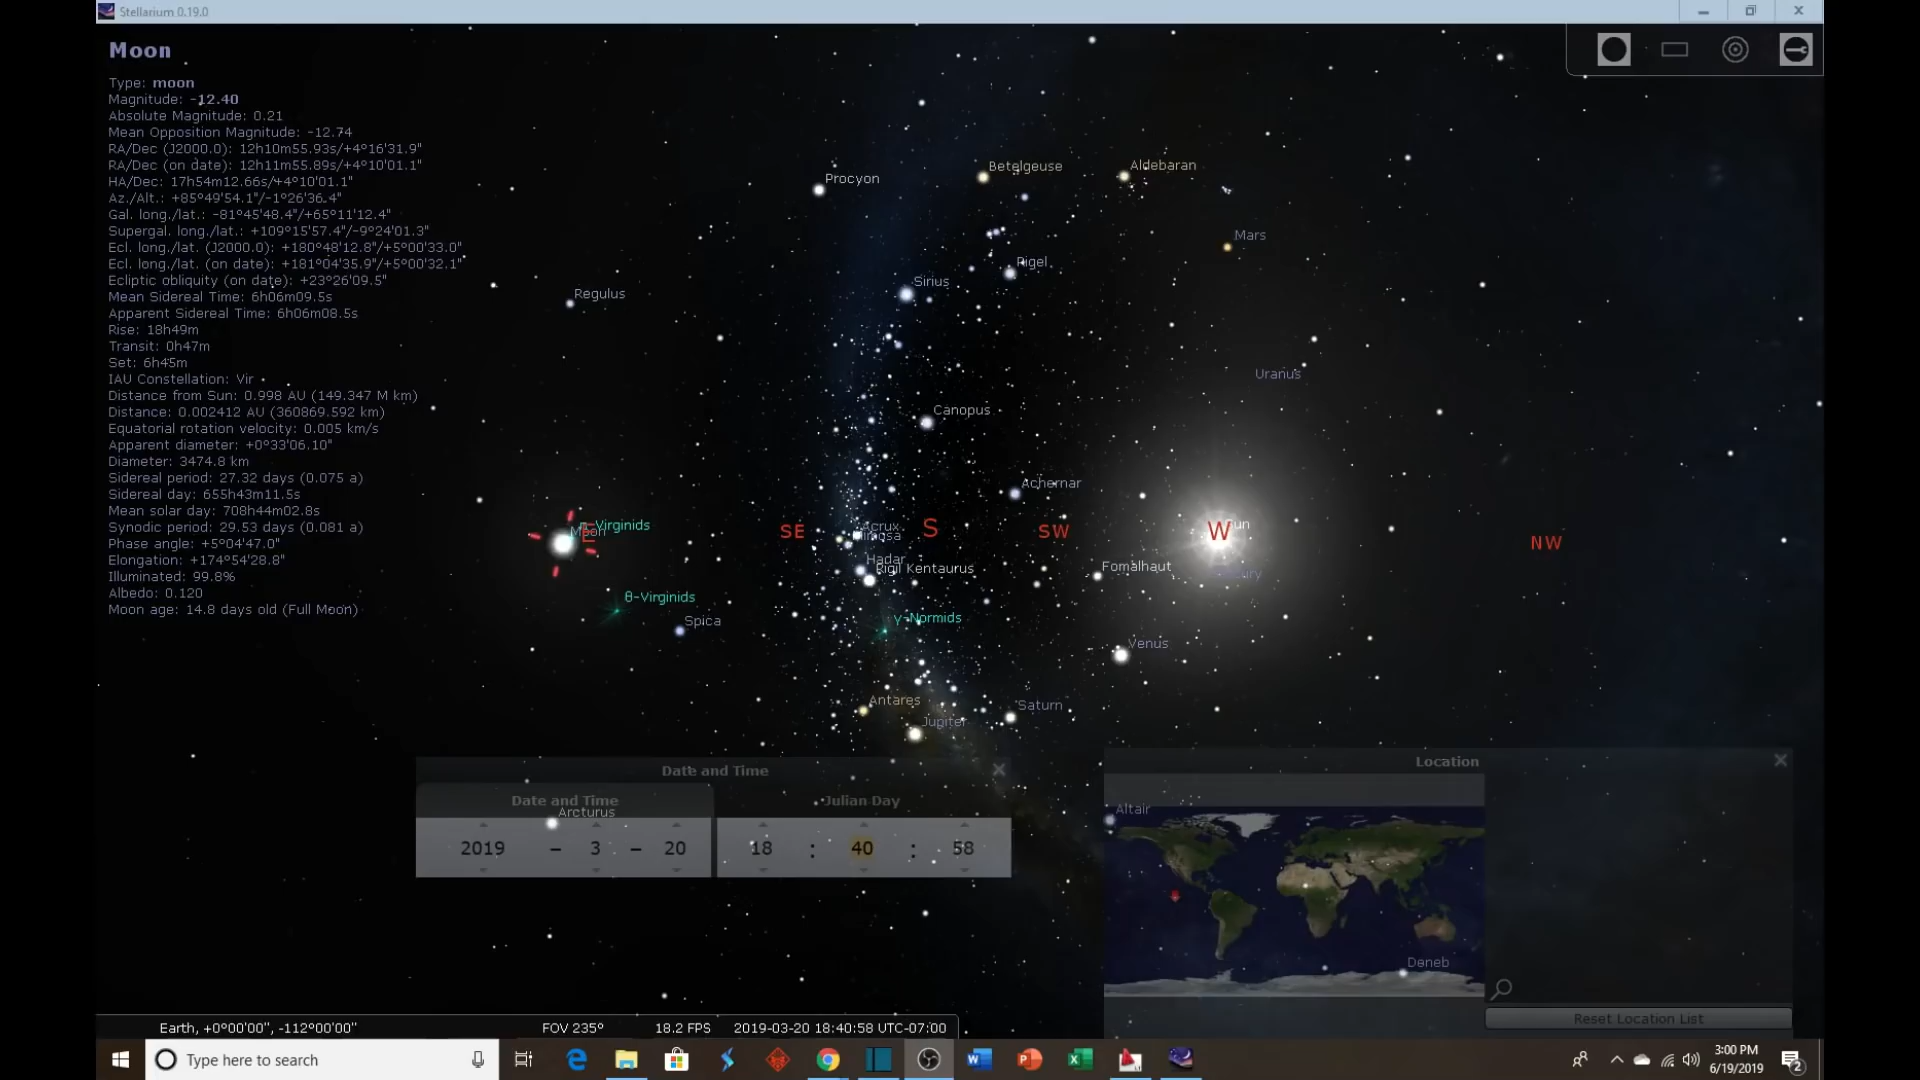 Stellarium 0.19.0
Moon
Type: moon
Magnitude: -12.40
Absolute Magnitude: 0.21
Mean Opposition Magnitude: -12.74
RA/Dec (J2000.0): 12h10m55.93s/+4°16'31.9"
RA/Dec (on date): 12h11m55.89s/+4°10'01.1"
HA/Dec: 17h54m12.66s/+4°10'01.1"
Az./Alt.: +85°49'54.1"/-1°26'36.4"
Gal. long./lat.: -81°45'48.4"/+65°11'12.4"
Supergal. long./lat.: +109°15'57.4"/-9°24'01.3"
Ecl. long./lat. (J2000.0): +180°48'12.8"/+5°00'33.0"
Ecl. long./lat. (on date): +181°04'35.9"/+5°00'32.1"
Ecliptic obliquity (on date): +23°26'09.5"
Mean Sidereal Time: 6h06m09.5s
Apparent Sidereal Time: 6h06m08.5s
Rise: 18h49m
Transit: 0h47m
Set: 6h45m
IAU Constellation: Vir
Distance from Sun: 0.998 AU (149.347 M km)
Distance: 0.002412 AU (360869.592 km)
Equatorial rotation velocity: 0.005 km/s
Apparent diameter: +0°33'06.10"
Diameter: 3474.8 km
Sidereal period: 27.32 days (0.075 a)
Sidereal day: 655h43m11.5s
Mean solar day: 708h44m02.8s
Synodic period: 29.53 days (0.081 a)
Phase angle: +5°04'47.0"
Elongation: +174°54'28.8"
Illuminated: 99.8%
Albedo: 0.120
Moon age: 14.8 days old (Full Moon)
Betelgeuse
Aldebaran
Procyon
Mars
Rigel
Sirius
Regulus
Uranus
Canopus
Achernar
π-Virginids
Moon
E
SE
Acrux
Mimosa
S
SW
W
Sun
NW
Hadar
Rigil Kentaurus
Fomalhaut
Mercury
θ-Virginids
Spica
γ-Normids
Venus
Antares
Saturn
Jupiter
Date and Time
Date and Time
Julian Day
Arcturus
2019 - 3 - 20 18 : 40 : 58
Location
Altair
Deneb
Reset Location List
Earth, +0°00'00", -112°00'00"
FOV 235°
18.2 FPS
2019-03-20 18:40:58 UTC-07:00
Type here to search
3:00 PM
6/19/2019
2